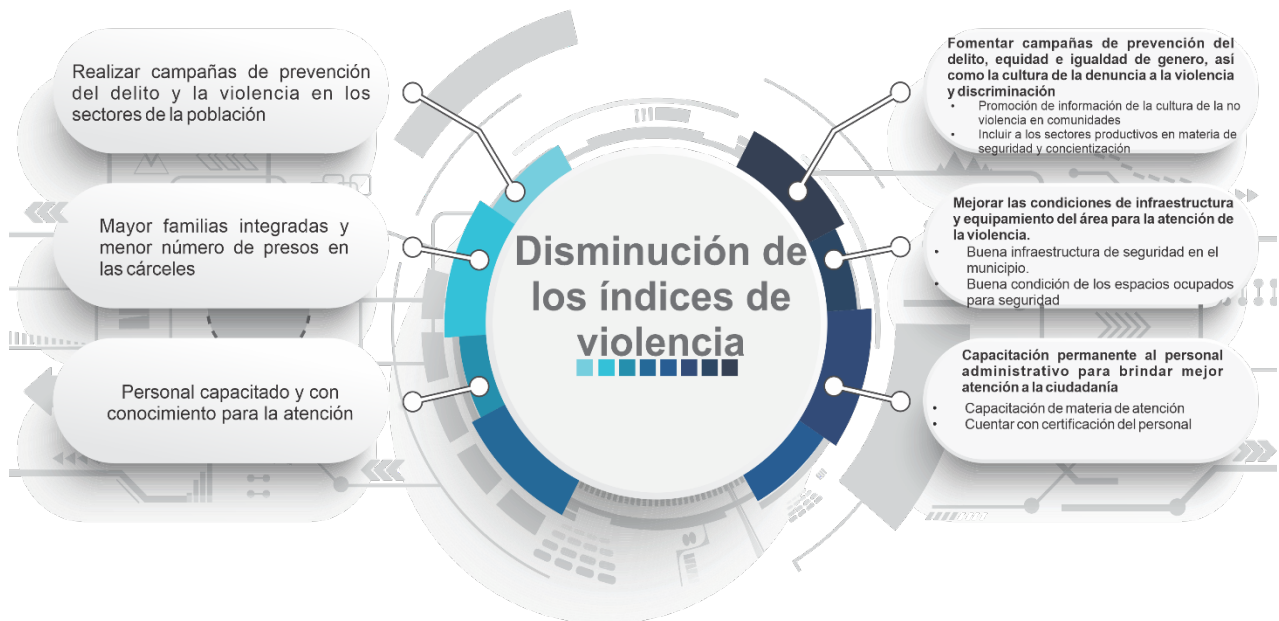 Realizar campañas de prevención
del delito y la violencia en los
sectores de la población
Mayor familias integradas y
menor número de presos en
las cárceles
Personal capacitado y con
conocimiento para la atención
Disminución de
los índices de
violencia
Fomentar campañas de prevención del
delito, equidad e igualdad de genero, así
como la cultura de la denuncia a la violencia
y discriminación
• Promoción de información de la cultura de la no
violencia en comunidades
• Incluir a los sectores productivos en materia de
seguridad y concientización
Mejorar las condiciones de infraestructura
y equipamiento del área para la atención de
la violencia.
• Buena infraestructura de seguridad en el
municipio.
• Buena condición de los espacios ocupados
para seguridad
Capacitación permanente al personal
administrativo para brindar mejor
atención a la ciudadanía
• Capacitación de materia de atención
• Cuentar con certificación del personal